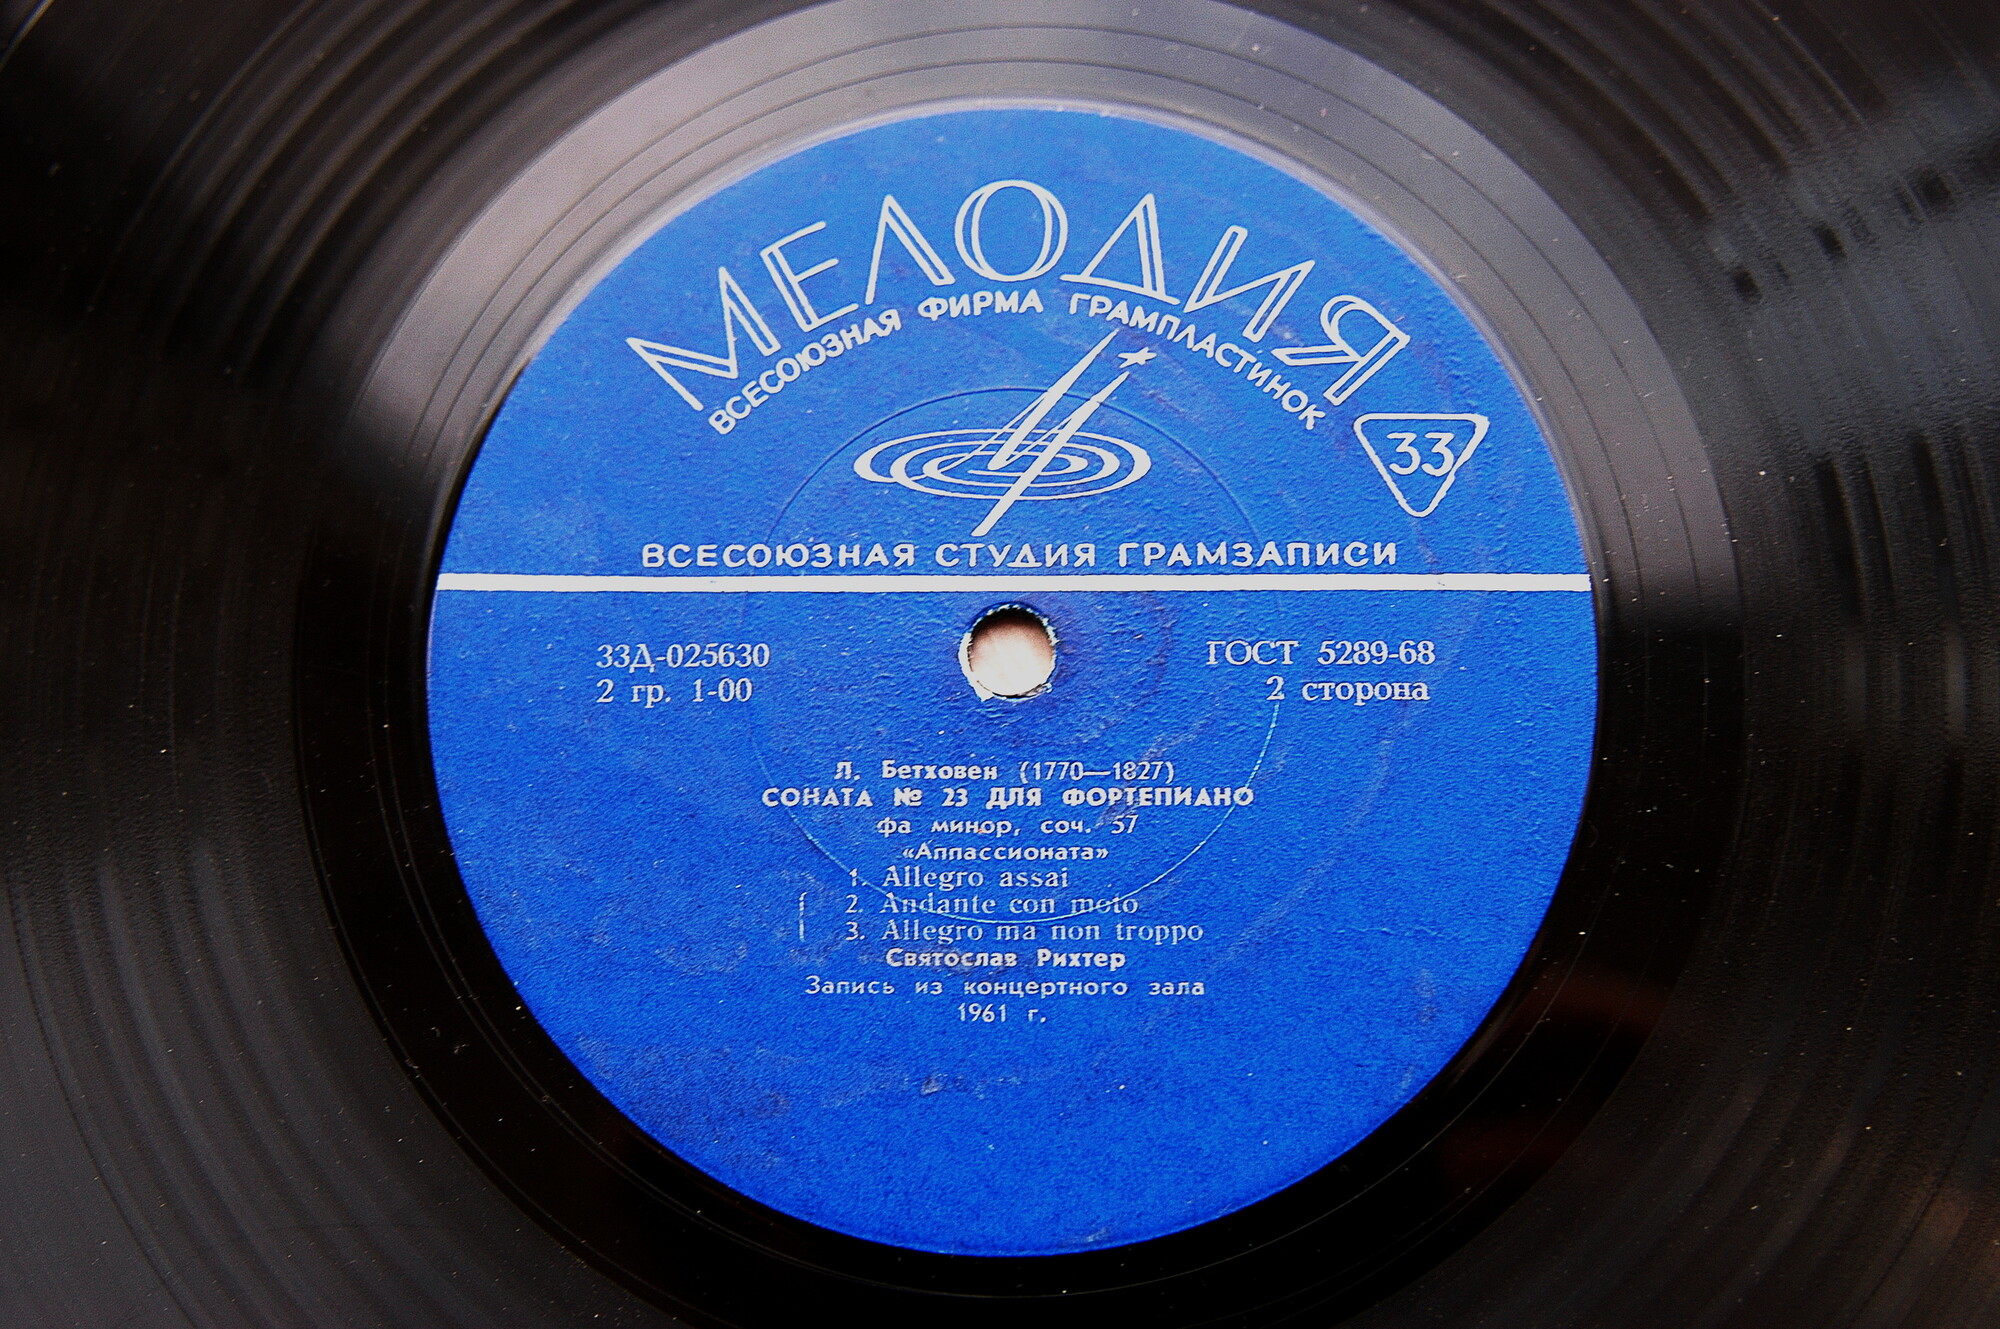 МЕЛОДИЯ
ВСЕСОЮЗНАЯ ФИРМА ГРАМПЛАСТИНОК
33
ВСЕСОЮЗНАЯ СТУДИЯ ГРАМЗАПИСИ
33Д-025630
2 гр. 1-00
ГОСТ 5289-68
2 сторона
Л. Бетховен (1770—1827)
СОНАТА № 23 ДЛЯ ФОРТЕПИАНО
фа минор, соч. 57
«Аппассионата»
1. Allegro assai
2. Andante con moto
3. Allegro ma non troppo
Святослав Рихтер
Запись из концертного зала
1961 г.